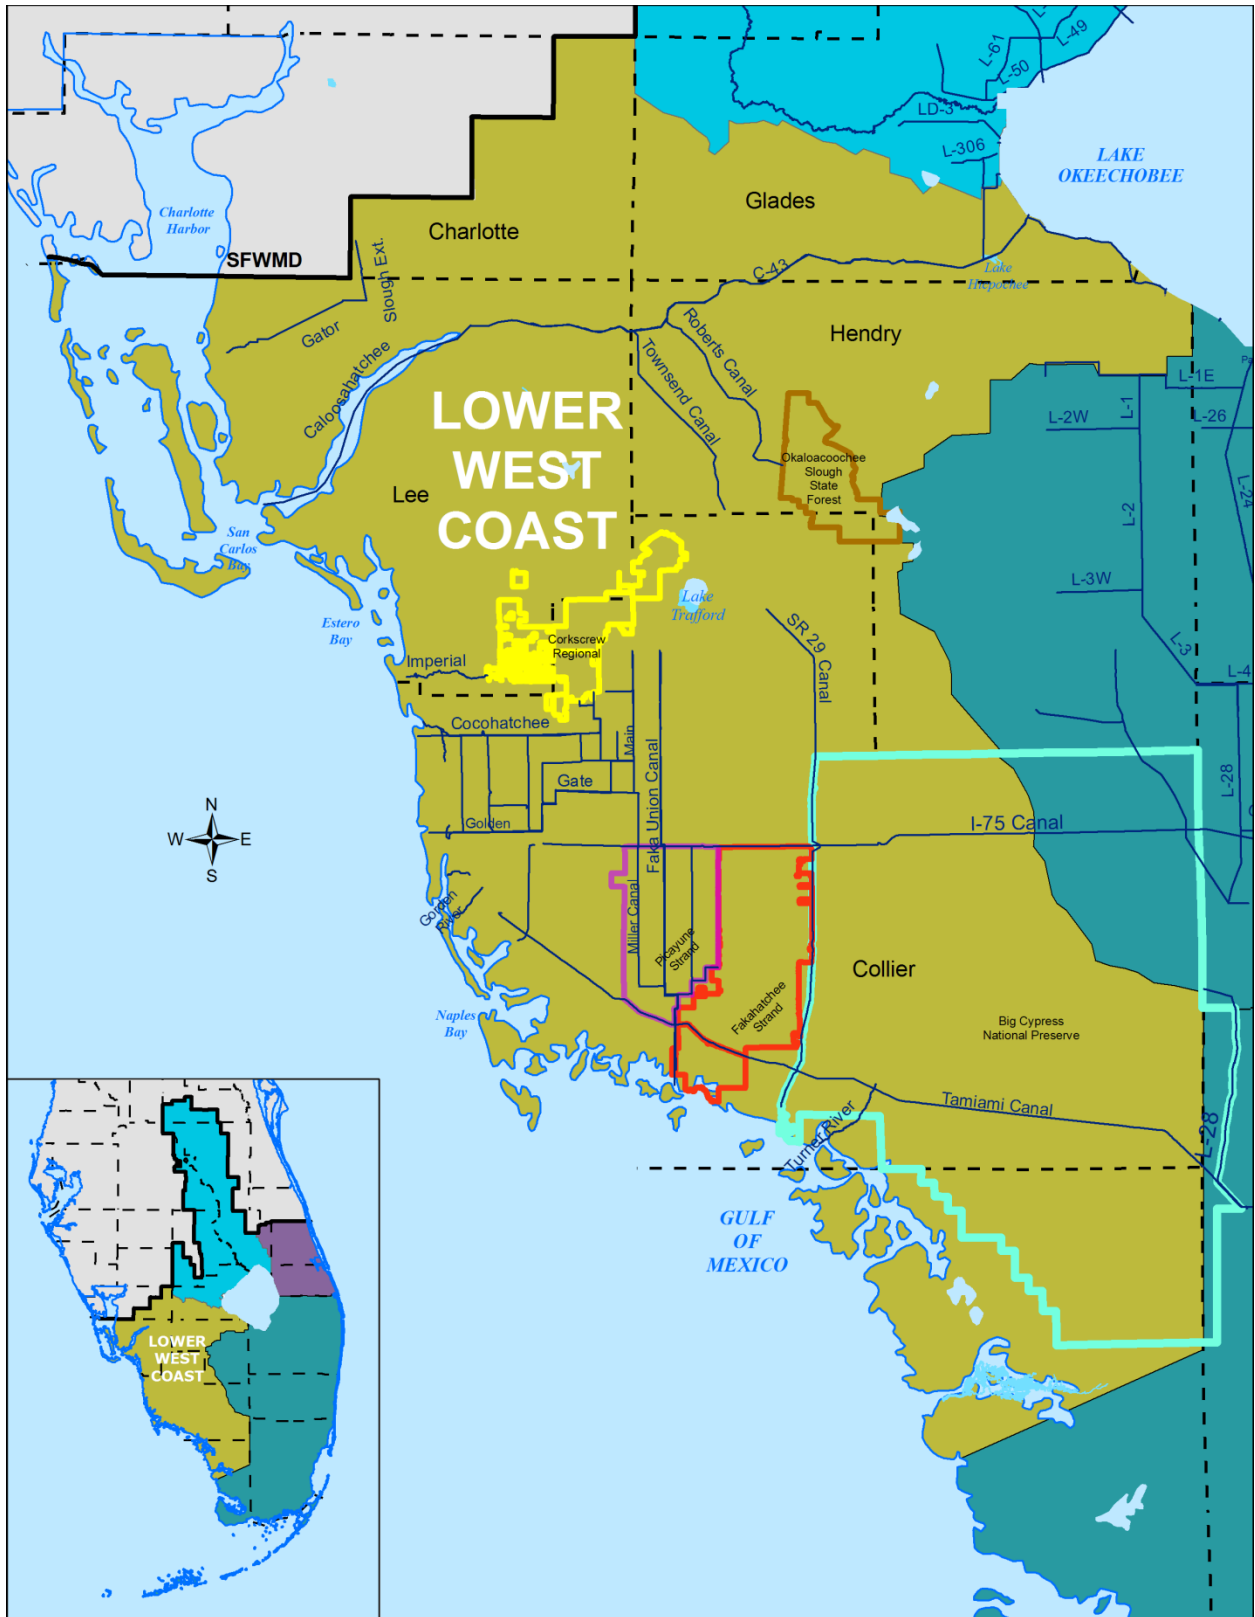 L-49
L-61
L-50
LD-3
L-306
LAKE
OKEECHOBEE
Glades
Charlotte
Harbor
Charlotte
SFWMD
Slough Ext.
Gator
C-43
Lake
Hicpochee
Hendry
Roberts Canal
Townsend Canal
Caloosahatchee
L-1E
L-1
L-2W
L-26
LOWER
WEST
COAST
Lee
Okaloacoochee
Slough
State
Forest
L-2
L-24
San
Carlos
Bay
L-3W
Lake
Trafford
Estero
Bay
SR 29 Canal
Corkscrew
Regional
Imperial
L-3
L-4
Cocohatchee
Main
Faka Union Canal
Gate
L-28
Golden
I-75 Canal
N
W
E
S
Gordon
River
Miller Canal
Picayune
Strand
Collier
Fakahatchee
Strand
Naples
Bay
Big Cypress
National Preserve
Tamiami Canal
Turner River
L-28
GULF
OF
MEXICO
LOWER
WEST
COAST